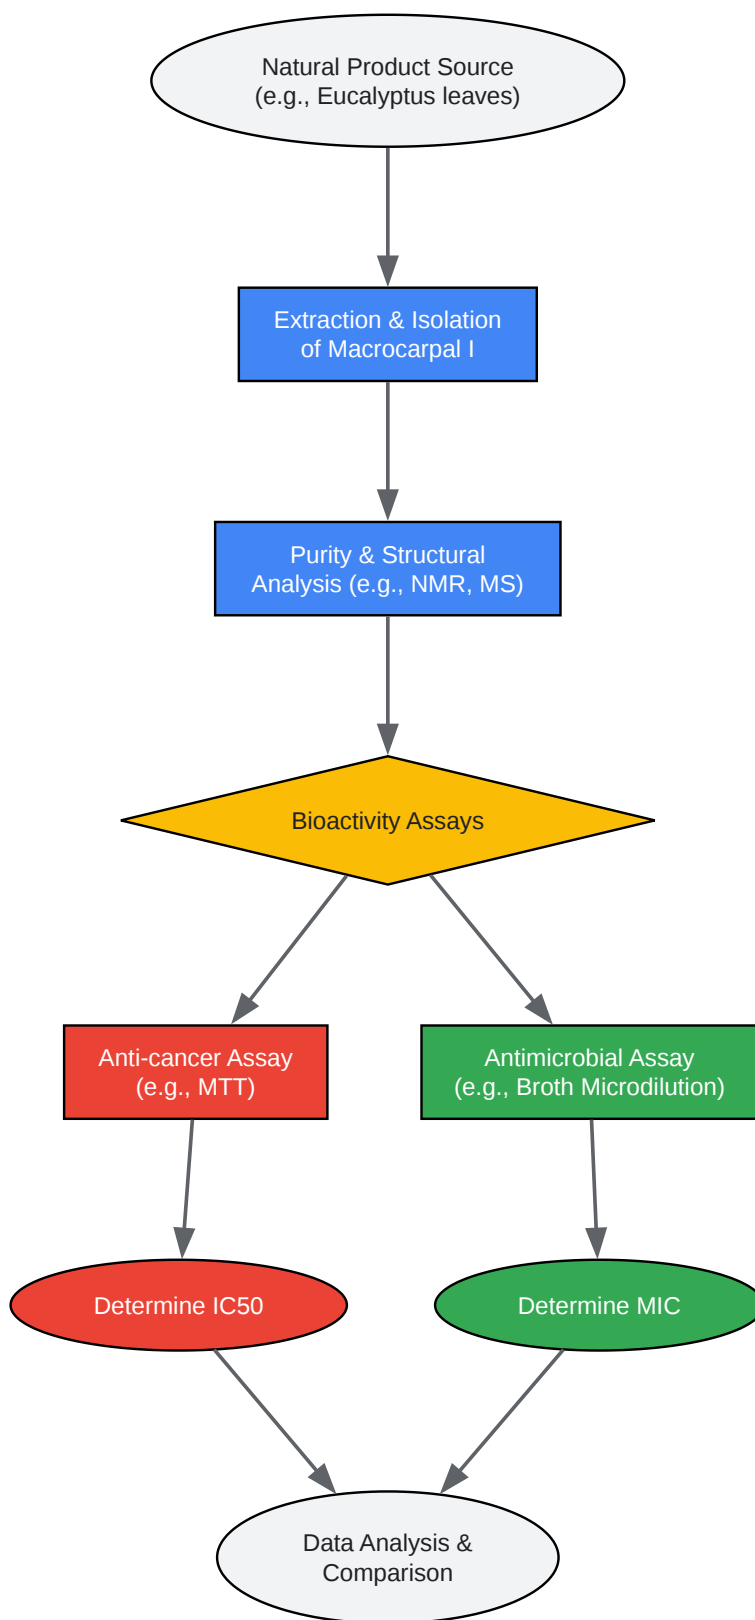 Natural Product Source
(e.g., Eucalyptus leaves)
Extraction & Isolation
of Macrocarpal I
Purity & Structural
Analysis (e.g., NMR, MS)
Bioactivity Assays
Anti-cancer Assay
(e.g., MTT)
Antimicrobial Assay
(e.g., Broth Microdilution)
Determine IC50
Determine MIC
Data Analysis &
Comparison